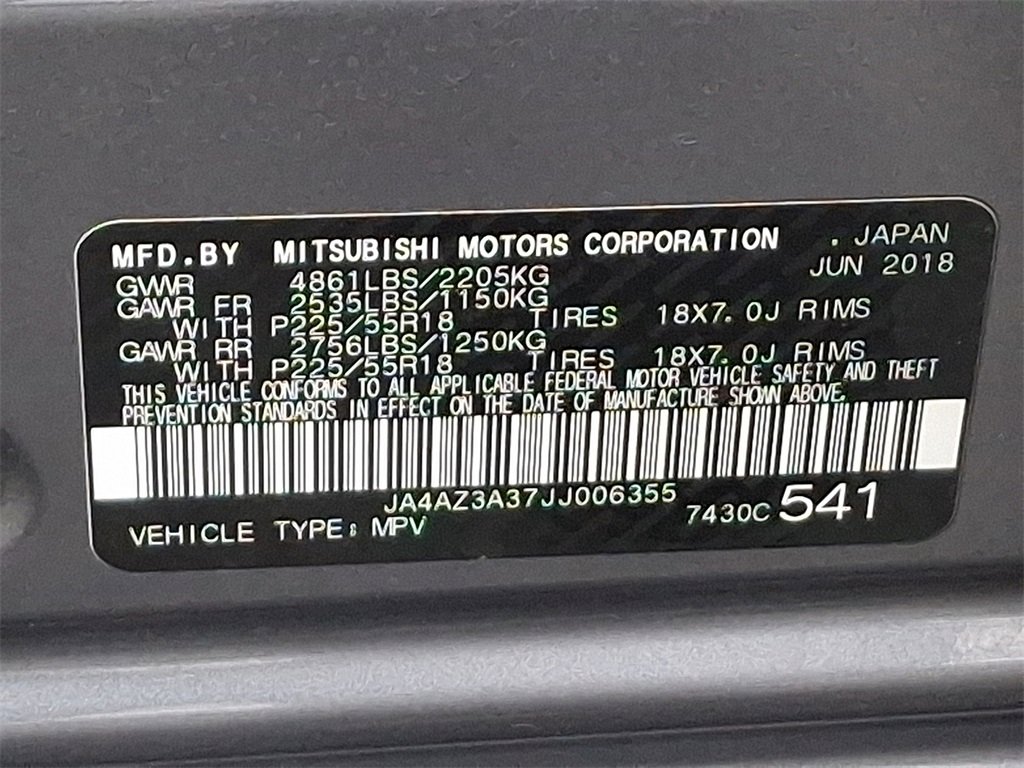 MFD.BY MITSUBISHI MOTORS CORPORATION . JAPAN
GVWR 4861LBS/2205KG JUN 2018
GAWR FR 2535LBS/1150KG
WITH P225/55R18 TIRES 18X7.0J RIMS
GAWR RR 2756LBS/1250KG
WITH P225/55R18 TIRES 18X7.0J RIMS
THIS VEHICLE CONFORMS TO ALL APPLICABLE FEDERAL MOTOR VEHICLE SAFETY AND THEFT
PREVENTION STANDARDS IN EFFECT ON THE DATE OF MANUFACTURE SHOWN ABOVE.
JA4AZ3A37JJ006355
VEHICLE TYPE: MPV 7430C 541